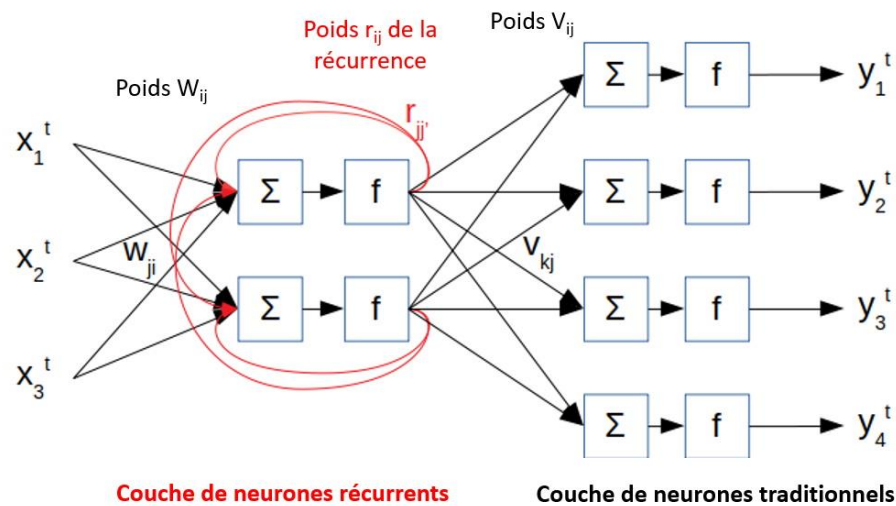 Poids r_ij de la
récurrence
Poids V_ij
Poids W_ij
r_jj'
x_1^t
x_2^t
x_3^t
w_ji
v_kj
Σ f
Σ f
Σ f
Σ f
Σ f
Σ f
y_1^t
y_2^t
y_3^t
y_4^t
Couche de neurones récurrents
Couche de neurones traditionnels